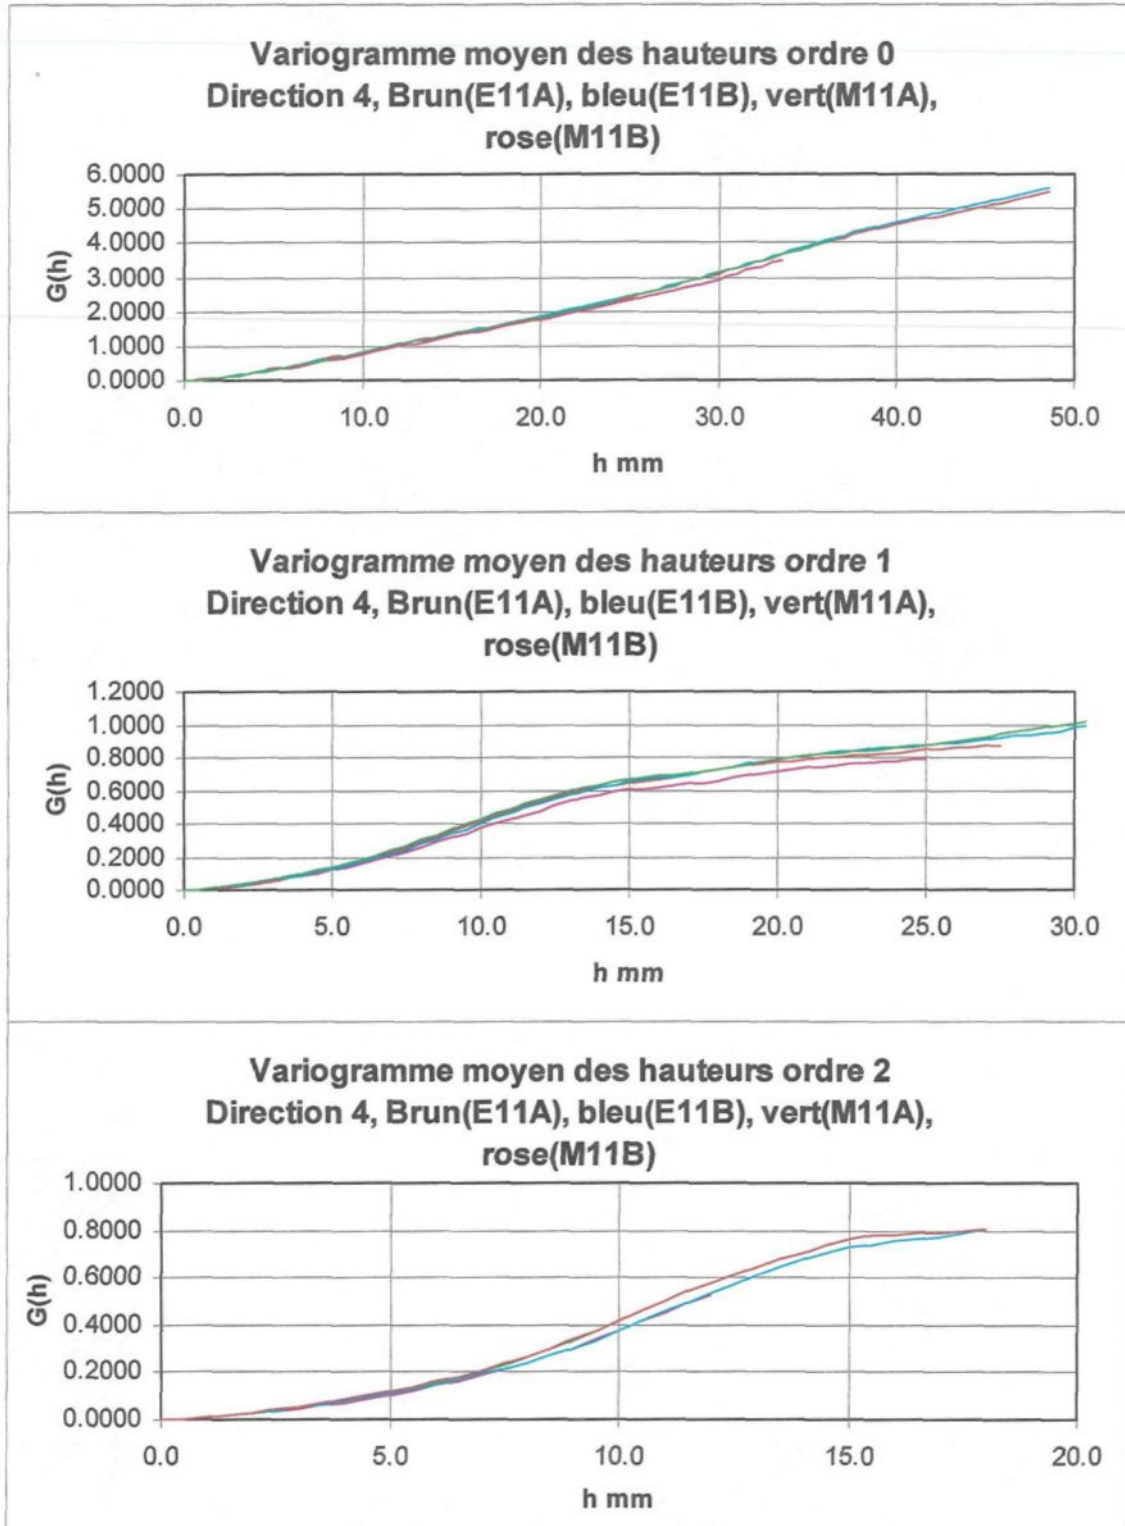 Variogramme moyen des hauteurs ordre 0
Direction 4, Brun(E11A), bleu(E11B), vert(M11A),
rose(M11B)
6.0000
5.0000
4.0000
3.0000
2.0000
1.0000
0.0000
G(h)
0.0 10.0 20.0 30.0 40.0 50.0
h mm
Variogramme moyen des hauteurs ordre 1
Direction 4, Brun(E11A), bleu(E11B), vert(M11A),
rose(M11B)
1.2000
1.0000
0.8000
0.6000
0.4000
0.2000
0.0000
G(h)
0.0 5.0 10.0 15.0 20.0 25.0 30.0
h mm
Variogramme moyen des hauteurs ordre 2
Direction 4, Brun(E11A), bleu(E11B), vert(M11A),
rose(M11B)
1.0000
0.8000
0.6000
0.4000
0.2000
0.0000
G(h)
0.0 5.0 10.0 15.0 20.0
h mm